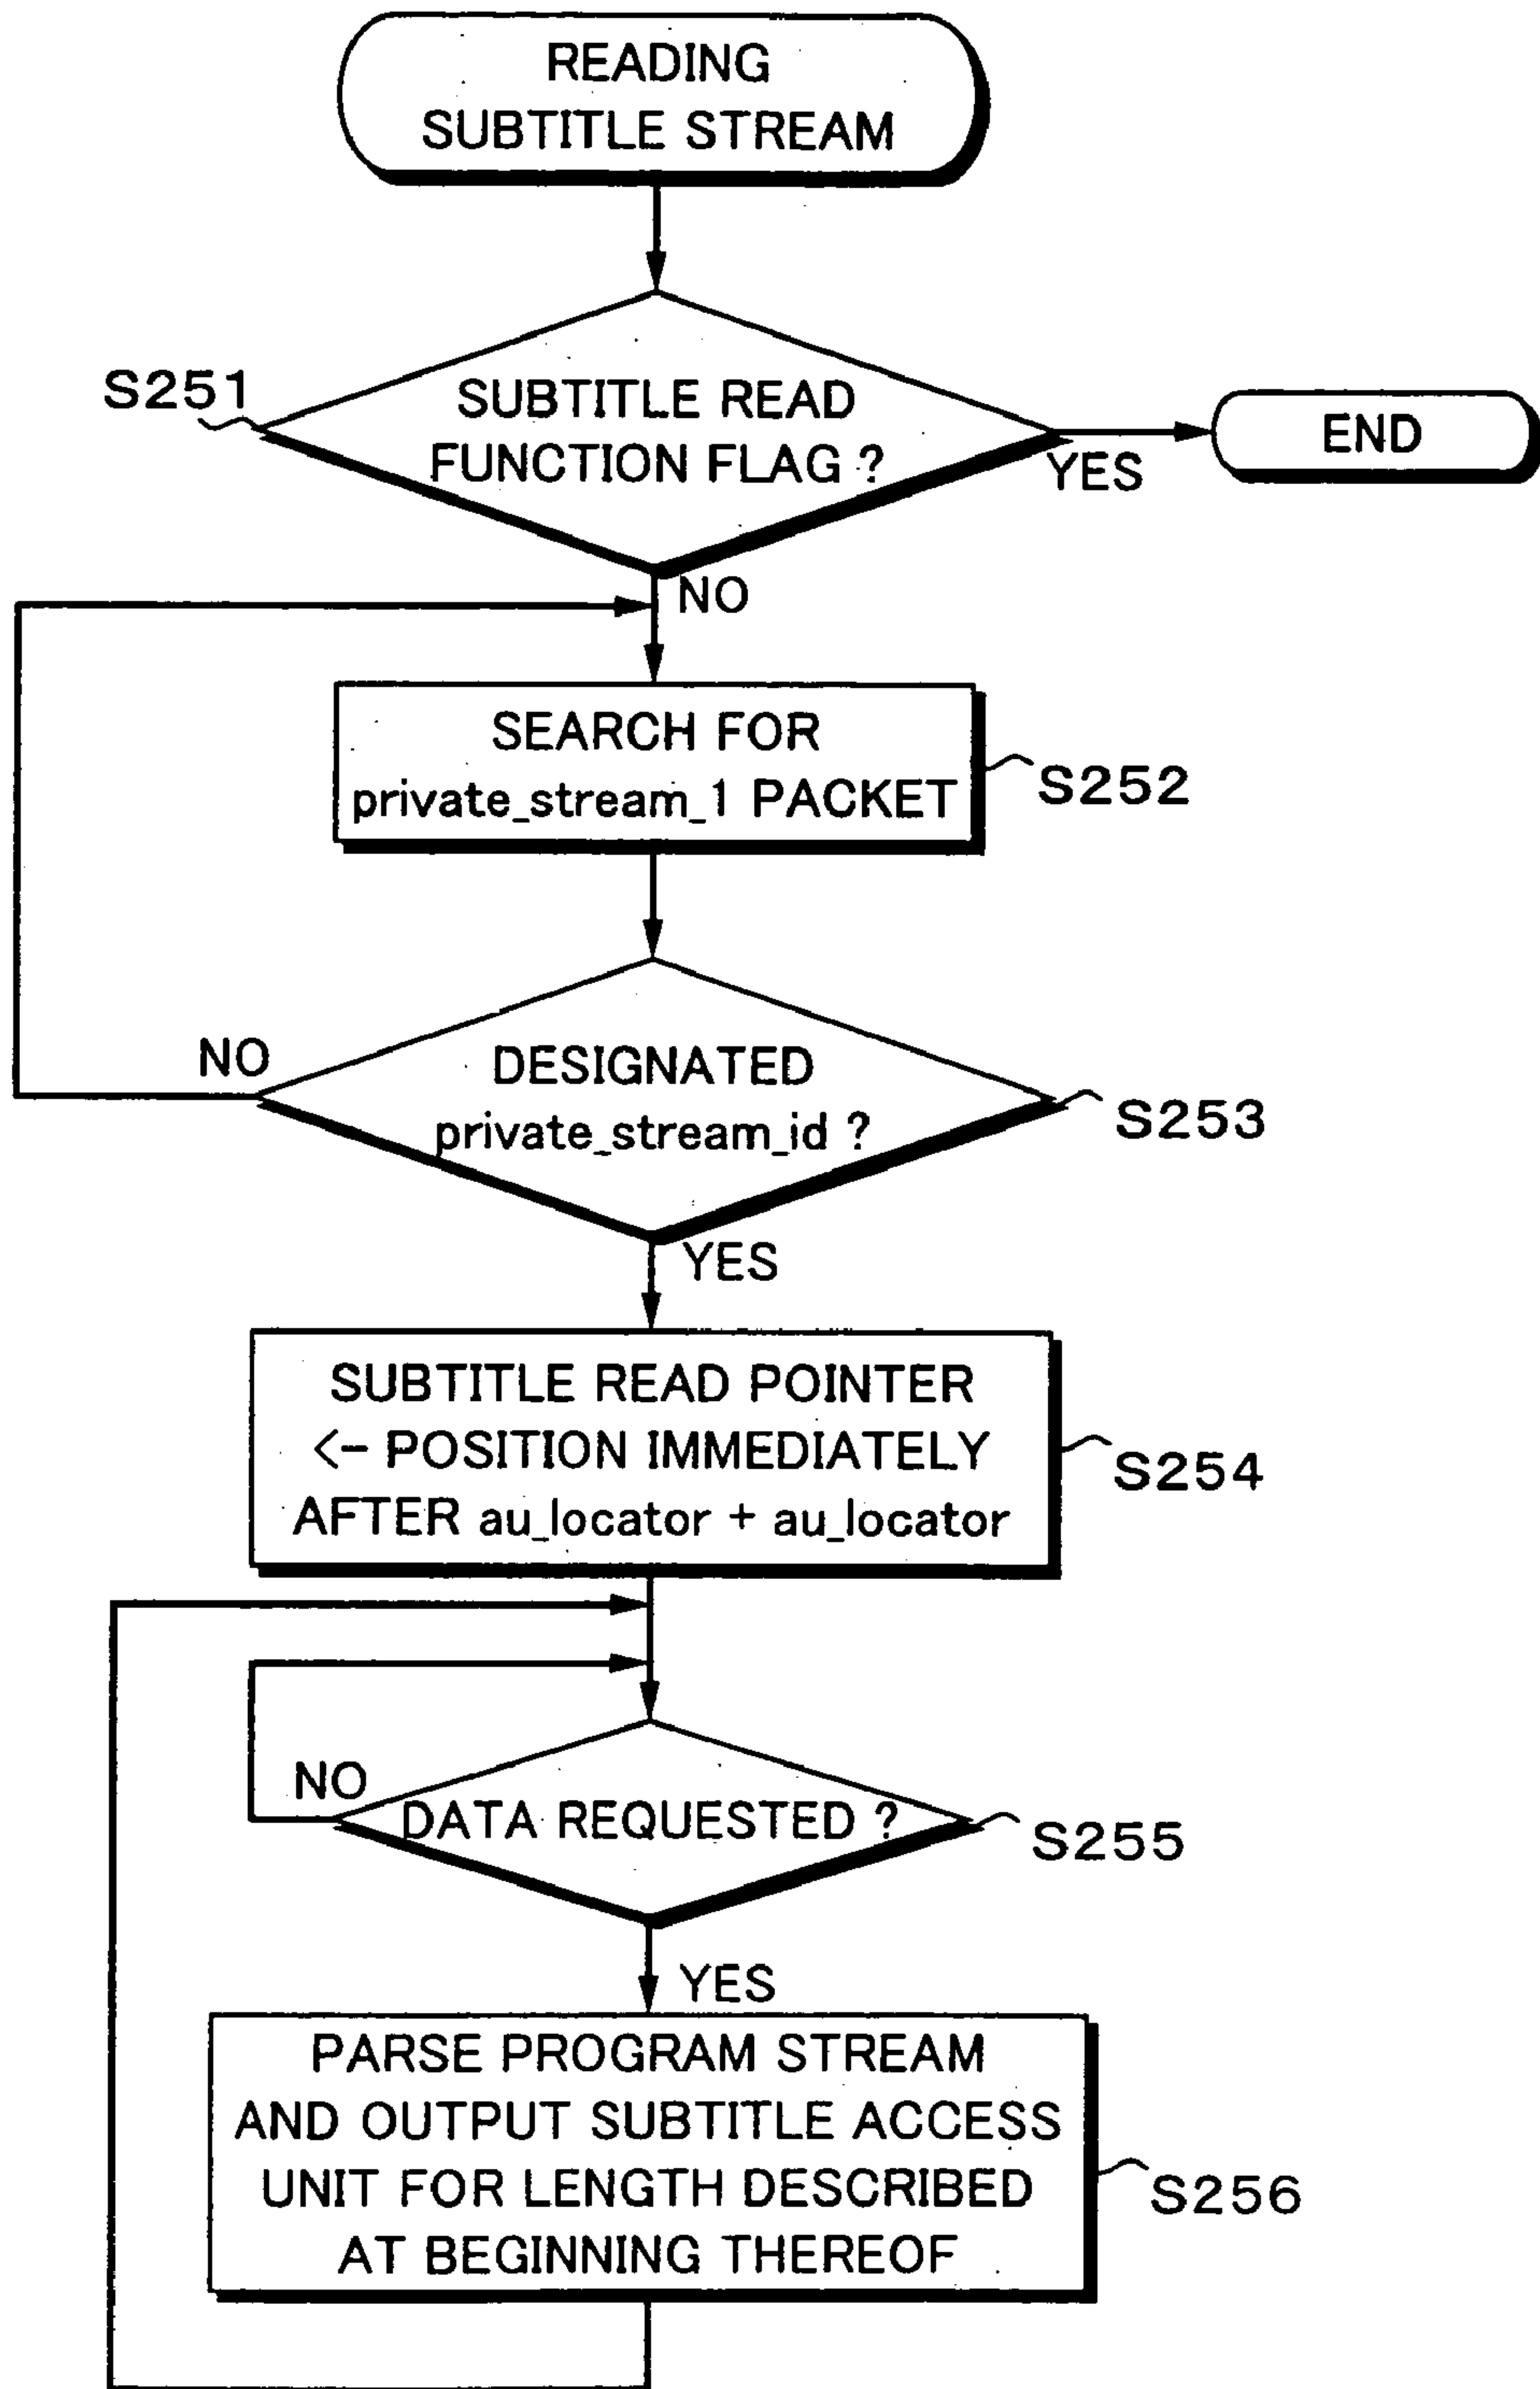 READING
SUBTITLE STREAM
S251
SUBTITLE READ
FUNCTION FLAG ?
YES
END
NO
SEARCH FOR
private_stream_1 PACKET
S252
NO
DESIGNATED
private_stream_id ?
S253
YES
SUBTITLE READ POINTER
<- POSITION IMMEDIATELY
AFTER au_locator + au_locator
S254
NO
DATA REQUESTED ?
S255
YES
PARSE PROGRAM STREAM
AND OUTPUT SUBTITLE ACCESS
UNIT FOR LENGTH DESCRIBED
AT BEGINNING THEREOF
S256